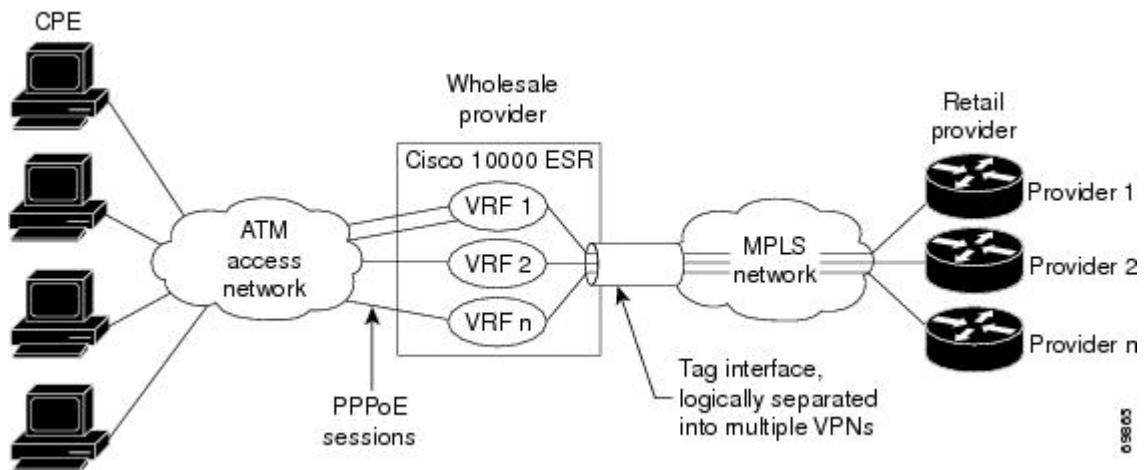 CPE
Wholesale
provider
Retail
provider
Cisco 10000 ESR
VRF 1
Provider 1
ATM
access
network
VRF 2
MPLS
network
Provider 2
VRF n
Provider n
PPPoE
sessions
Tag interface,
logically separated
into multiple VPNs
69865